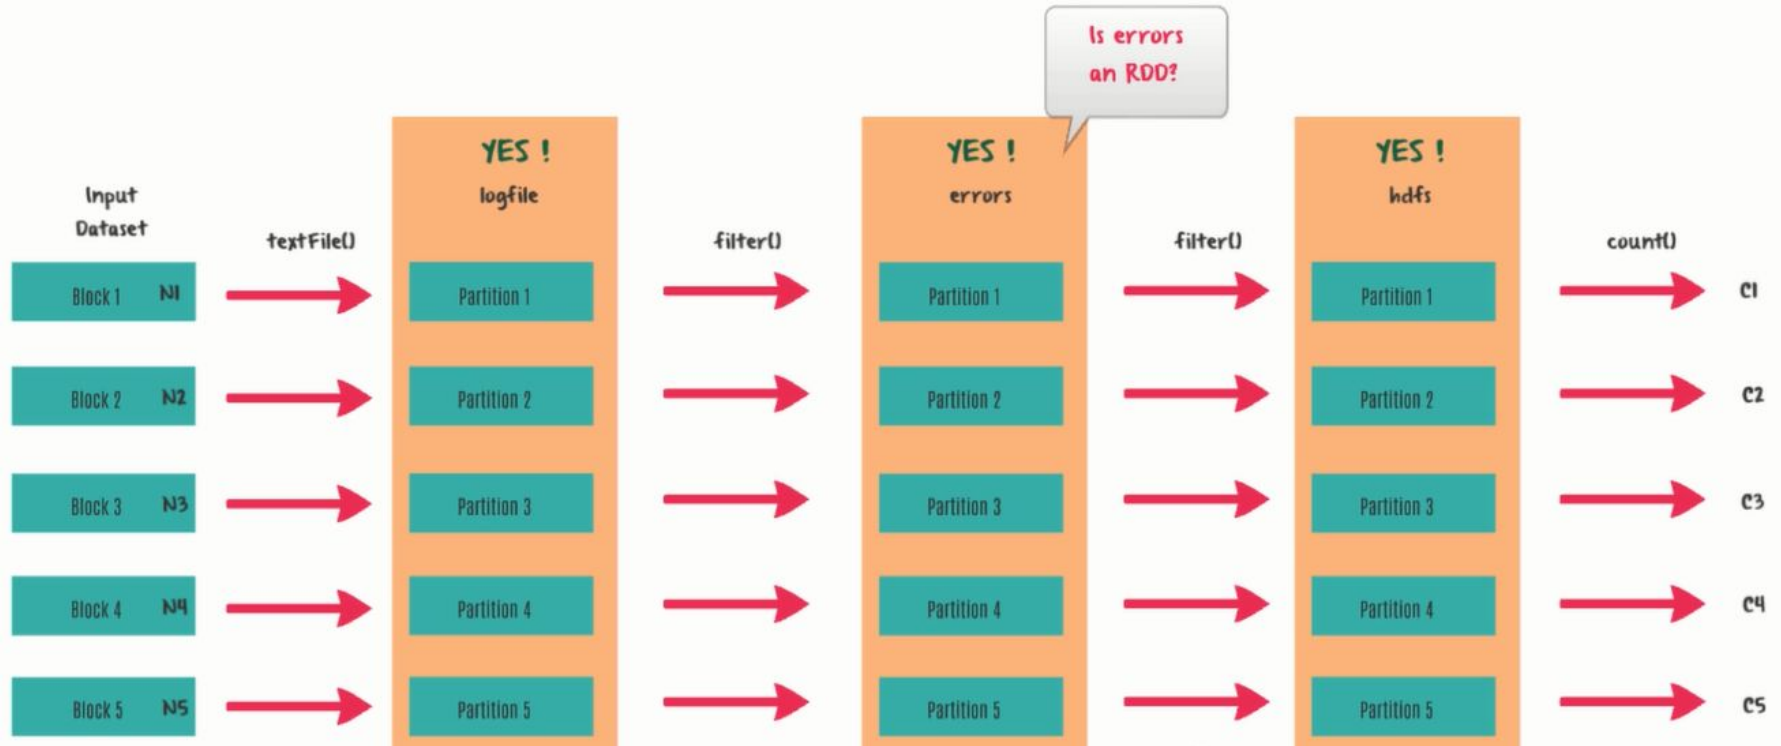 Is errors
an RDD?
YES !
YES !
YES !
Input
Dataset
logfile
errors
hdfs
textFile()
filter()
filter()
count()
Block 1 N1
Partition 1
Partition 1
Partition 1
C1
Block 2 N2
Partition 2
Partition 2
Partition 2
C2
Block 3 N3
Partition 3
Partition 3
Partition 3
C3
Block 4 N4
Partition 4
Partition 4
Partition 4
C4
Block 5 N5
Partition 5
Partition 5
Partition 5
C5